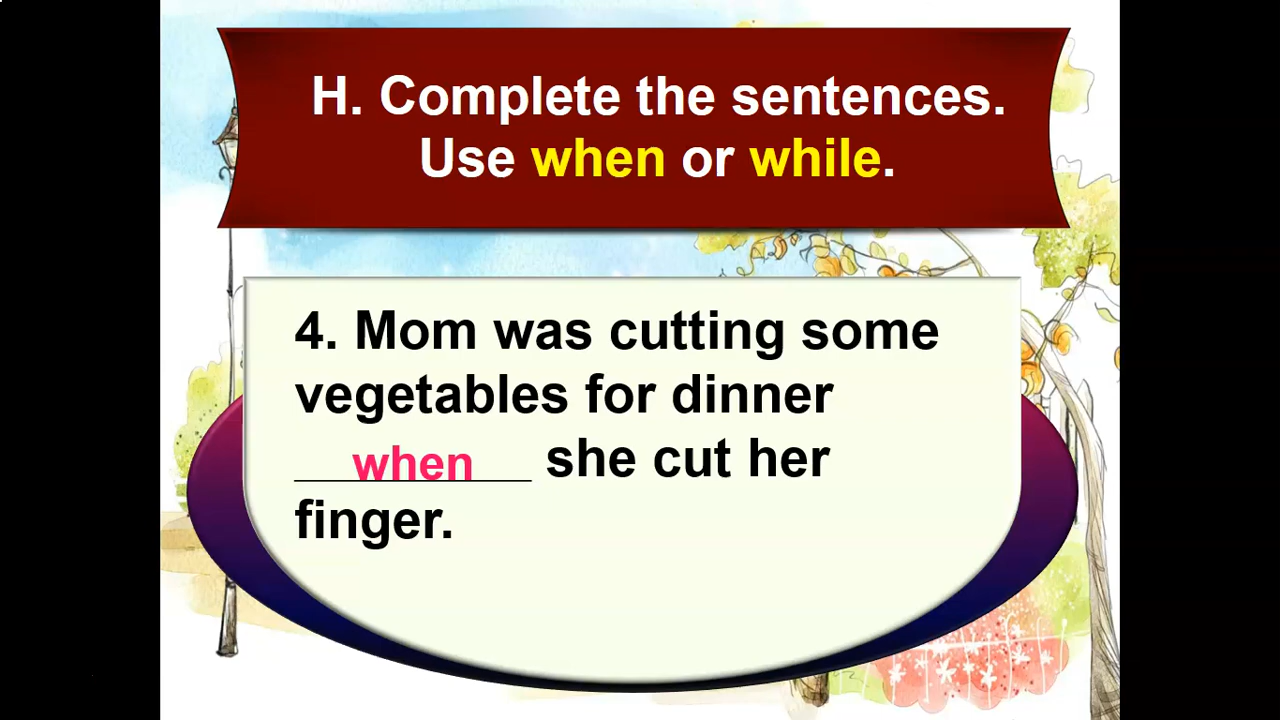 H. Complete the sentences.
Use when or while.
4. Mom was cutting some
vegetables for dinner
when she cut her
finger.